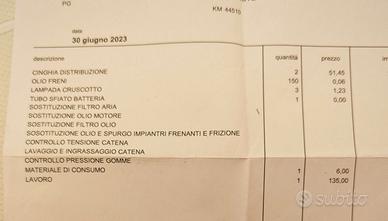 PG
KM 44510
data
30 giugno 2023
descrizione quantità prezzo im
CINGHIA DISTRIBUZIONE 2 51,45
OLIO FRENI 150 0,06
LAMPADA CRUSCOTTO 3 1,23
TUBO SFIATO BATTERIA 1 0,00
SOSTITUZIONE FILTRO ARIA
SOSTITUZIONE OLIO MOTORE
SOSTITUZIONE FILTRO OLIO
SOSOTITUZIONE OLIO E SPURGO IMPIANTRI FRENANTI E FRIZIONE
CONTROLLO TENSIONE CATENA
LAVAGGIO E INGRASSAGGIO CATENA
CONTROLLO PRESSIONE GOMME
MATERIALE DI CONSUMO 1 6,00
LAVORO 1 135,00
subito